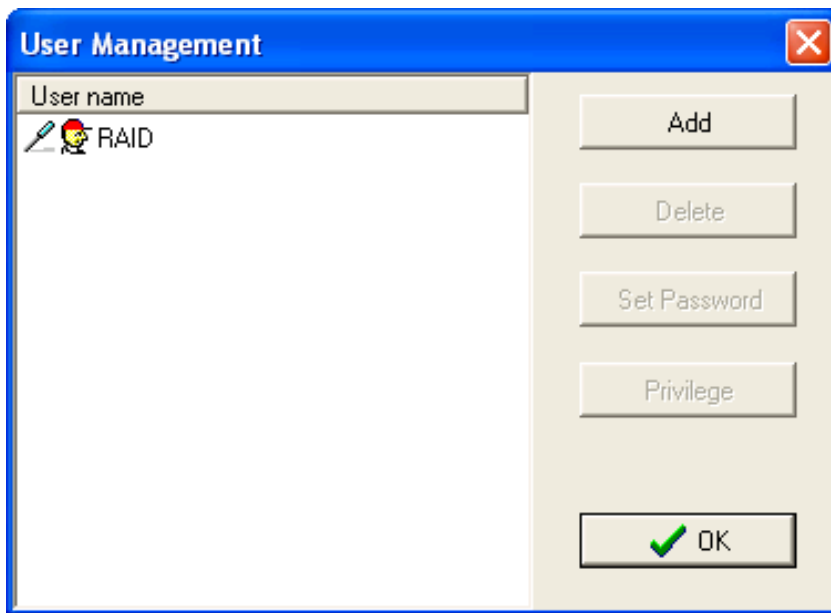 User Management
User name
RAID
Add
Delete
Set Password
Privilege
OK